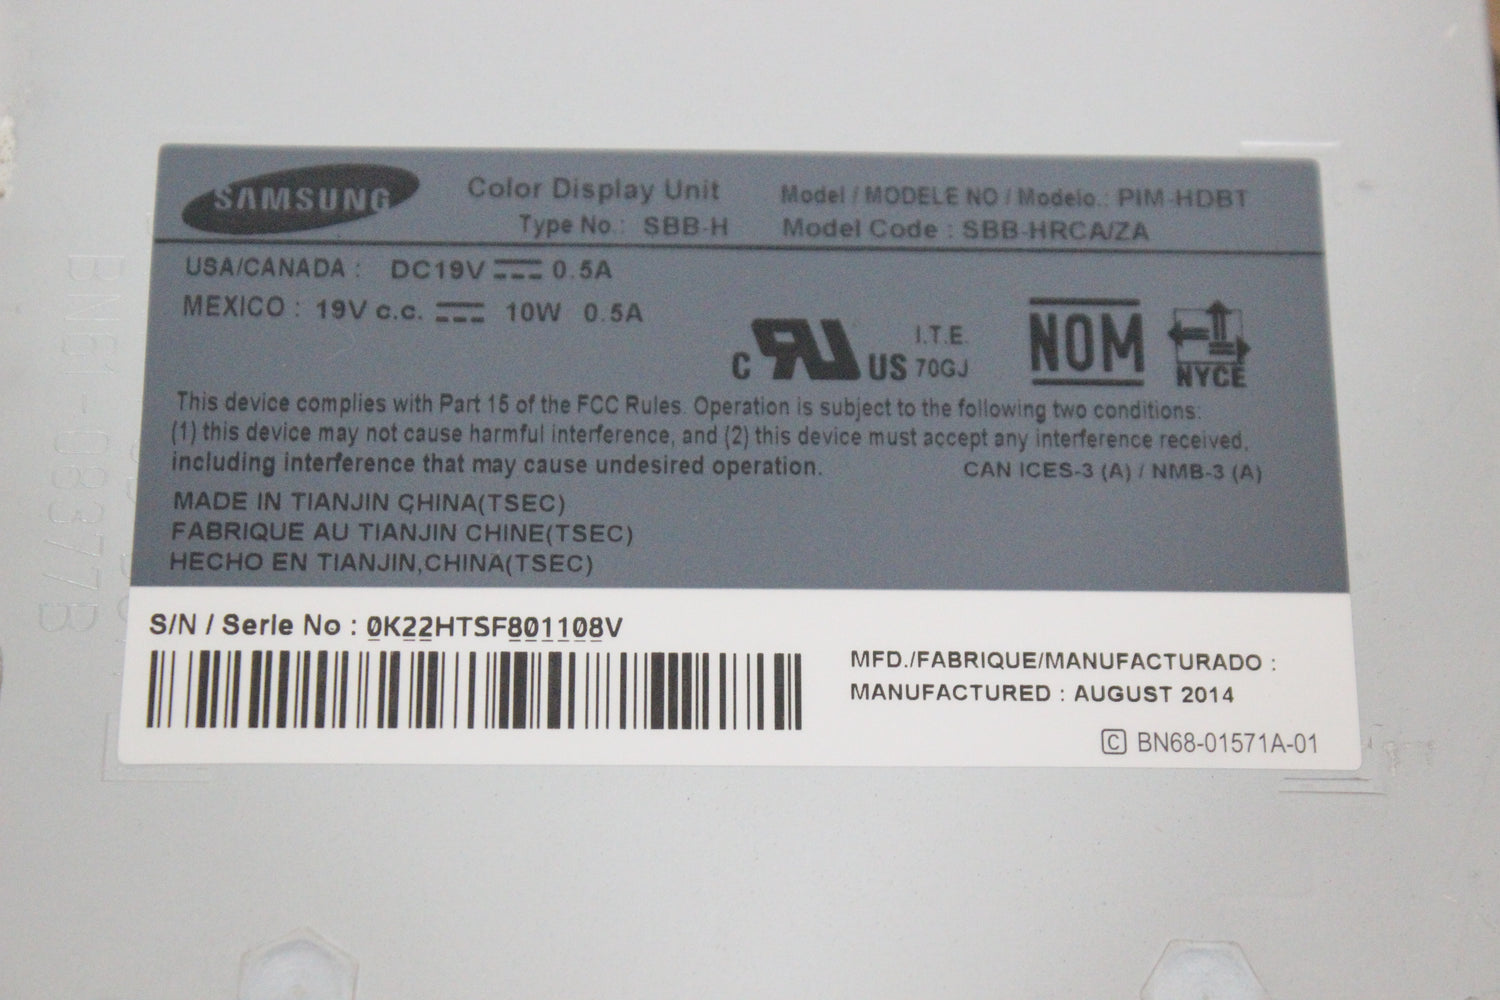 SAMSUNG
Color Display Unit
Type No.: SBB-H
Model / MODELE NO / Modelo.: PIM-HDBT
Model Code : SBB-HRCA/ZA
USA/CANADA : DC19V 0.5A
MEXICO : 19V c.c. 10W 0.5A
C RU US
I.T.E.
70GJ
NOM
NYCE
This device complies with Part 15 of the FCC Rules. Operation is subject to the following two conditions:
(1) this device may not cause harmful interference, and (2) this device must accept any interference received,
including interference that may cause undesired operation.
CAN ICES-3 (A) / NMB-3 (A)
MADE IN TIANJIN CHINA(TSEC)
FABRIQUE AU TIANJIN CHINE(TSEC)
HECHO EN TIANJIN,CHINA(TSEC)
S/N / Serle No : 0K22HTSF801108V
MFD./FABRIQUE/MANUFACTURADO :
MANUFACTURED : AUGUST 2014
C BN68-01571A-01